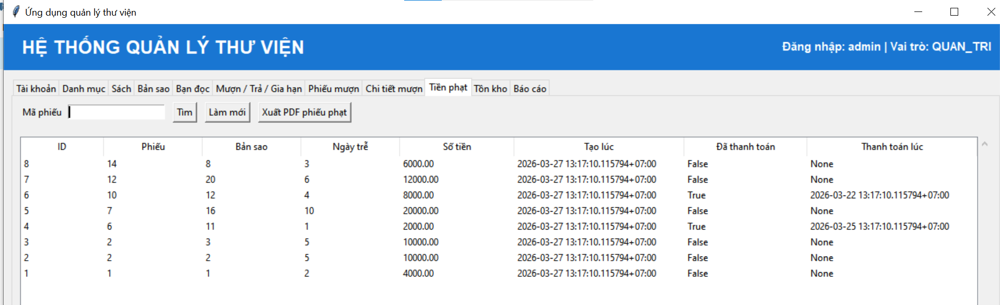 Ứng dụng quản lý thư viện
HỆ THỐNG QUẢN LÝ THƯ VIỆN
Đăng nhập: admin | Vai trò: QUAN_TRI
Tài khoản Danh mục Sách Bản sao Bạn đọc Mượn / Trả / Gia hạn Phiếu mượn Chi tiết mượn Tiền phạt Tồn kho Báo cáo
Mã phiếu Tìm Làm mới Xuất PDF phiếu phạt
ID Phiếu Bản sao Ngày trễ Số tiền Tạo lúc Đã thanh toán Thanh toán lúc
8 14 8 3 6000.00 2026-03-27 13:17:10.115794+07:00 False None
7 12 20 6 12000.00 2026-03-27 13:17:10.115794+07:00 False None
6 10 12 4 8000.00 2026-03-27 13:17:10.115794+07:00 True 2026-03-22 13:17:10.115794+07:00
5 7 16 10 20000.00 2026-03-27 13:17:10.115794+07:00 False None
4 6 11 1 2000.00 2026-03-27 13:17:10.115794+07:00 True 2026-03-25 13:17:10.115794+07:00
3 2 3 5 10000.00 2026-03-27 13:17:10.115794+07:00 False None
2 2 2 5 10000.00 2026-03-27 13:17:10.115794+07:00 False None
1 1 1 2 4000.00 2026-03-27 13:17:10.115794+07:00 False None